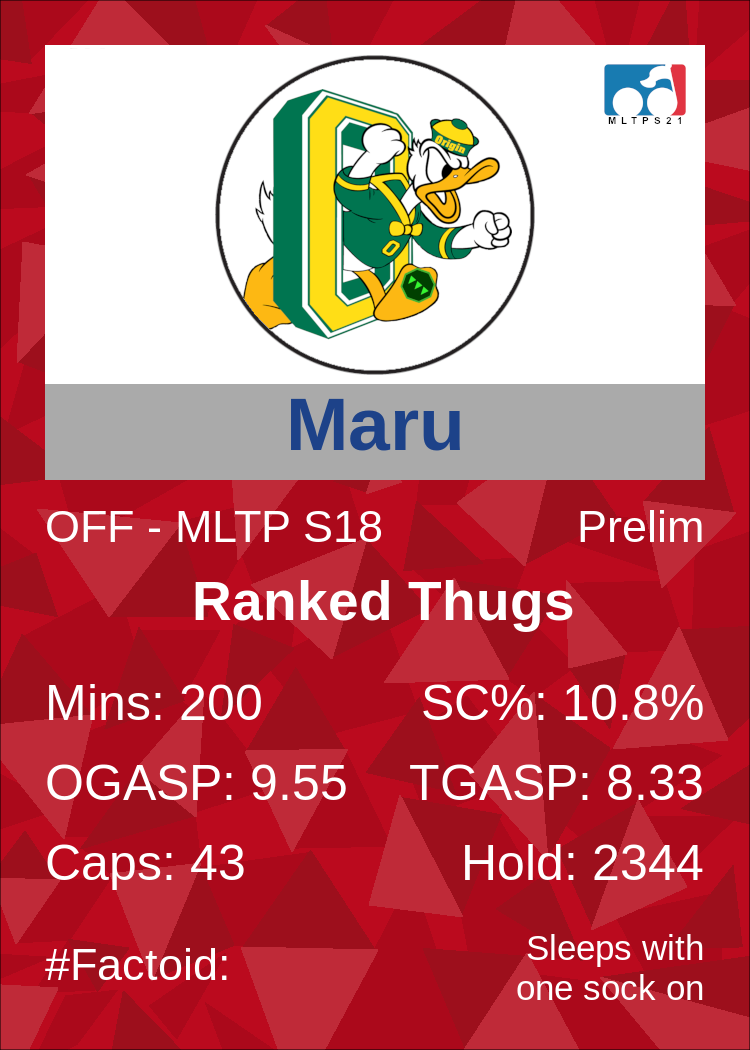 Origin
O
MLTPS21
Maru
OFF - MLTP S18 Prelim
Ranked Thugs
Mins: 200 SC%: 10.8%
OGASP: 9.55 TGASP: 8.33
Caps: 43 Hold: 2344
#Factoid: Sleeps with
one sock on